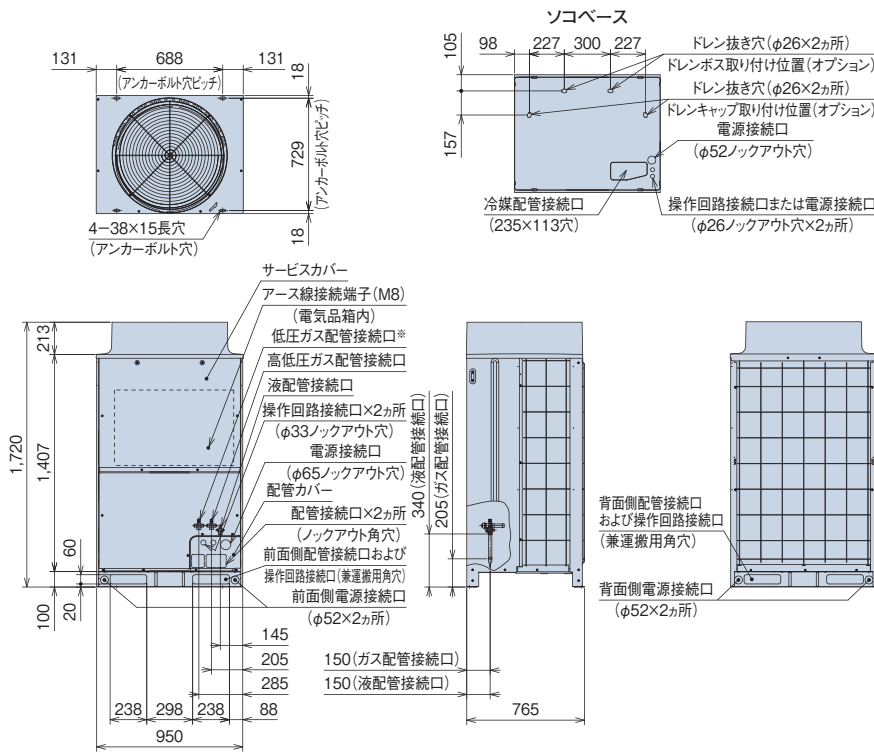 ソコベース
131
688
131
(アンカーボルト穴ピッチ)
18
729
(アンカーボルト穴ピッチ)
18
4−38×15長穴
(アンカーボルト穴)
105
98
227
300
227
157
ドレン抜き穴(φ26×2ヵ所)
ドレンボス取り付け位置(オプション)
ドレン抜き穴(φ26×2ヵ所)
ドレンキャップ取り付け位置(オプション)
電源接続口
(φ52ノックアウト穴)
冷媒配管接続口
(235×113穴)
操作回路接続口または電源接続口
(φ26ノックアウト穴×2ヵ所)
サービスカバー
アース線接続端子(M8)
(電気品箱内)
低圧ガス配管接続口※
高低圧ガス配管接続口
液配管接続口
操作回路接続口×2ヵ所
(φ33ノックアウト穴)
電源接続口
(φ65ノックアウト穴)
配管カバー
配管接続口×2ヵ所
(ノックアウト角穴)
前面側配管接続口および
操作回路接続口(兼運搬用角穴)
前面側電源接続口
(φ52×2ヵ所)
213
1,720
1,407
60
100
20
145
205
285
238
298
238
88
950
340(液配管接続口)
205(ガス配管接続口)
150(ガス配管接続口)
150(液配管接続口)
765
背面側配管接続口
および操作回路接続口
(兼運搬用角穴)
背面側電源接続口
(φ52×2ヵ所)